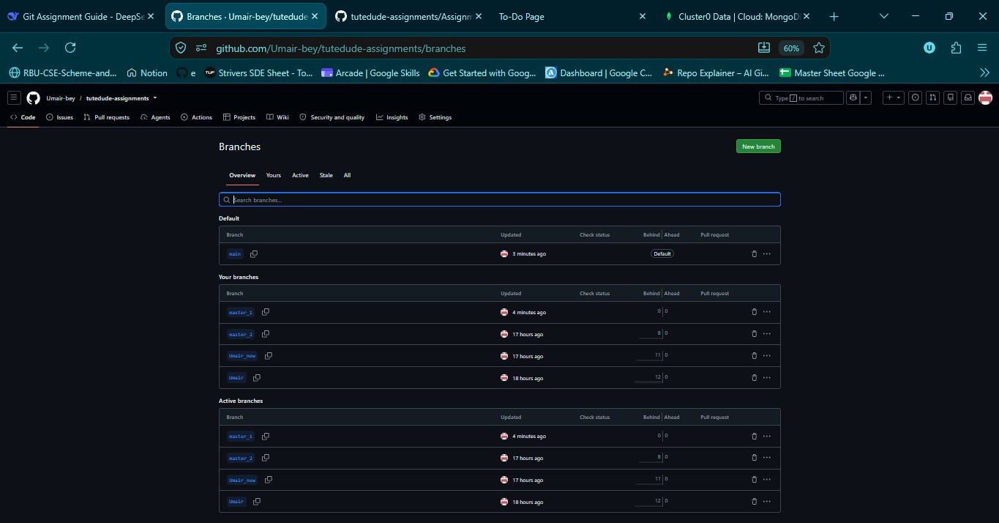 Git Assignment Guide - DeepSe
Branches · Umair-bey/tutedude
tutedude-assignments/Assignm
To-Do Page
Cluster0 Data | Cloud: MongoD
github.com/Umair-bey/tutedude-assignments/branches
60%
U
RBU-CSE-Scheme-and...
Notion
e
TUF
Strivers SDE Sheet - To...
Arcade | Google Skills
Get Started with Goog...
Dashboard | Google C...
Repo Explainer – AI Gi...
Master Sheet Google ...
Umair-bey / tutedude-assignments
Type / to search
Code
Issues
Pull requests
Agents
Actions
Projects
Wiki
Security and quality
Insights
Settings
Branches
New branch
Overview Yours Active Stale All
Search branches...
Default
Branch Updated Check status Behind Ahead Pull request
main 3 minutes ago Default
Your branches
Branch Updated Check status Behind Ahead Pull request
master_1 4 minutes ago 0 0
master_2 17 hours ago 8 0
Umair_new 17 hours ago 11 0
Umair 18 hours ago 12 0
Active branches
Branch Updated Check status Behind Ahead Pull request
master_1 4 minutes ago 0 0
master_2 17 hours ago 8 0
Umair_new 17 hours ago 11 0
Umair 18 hours ago 12 0